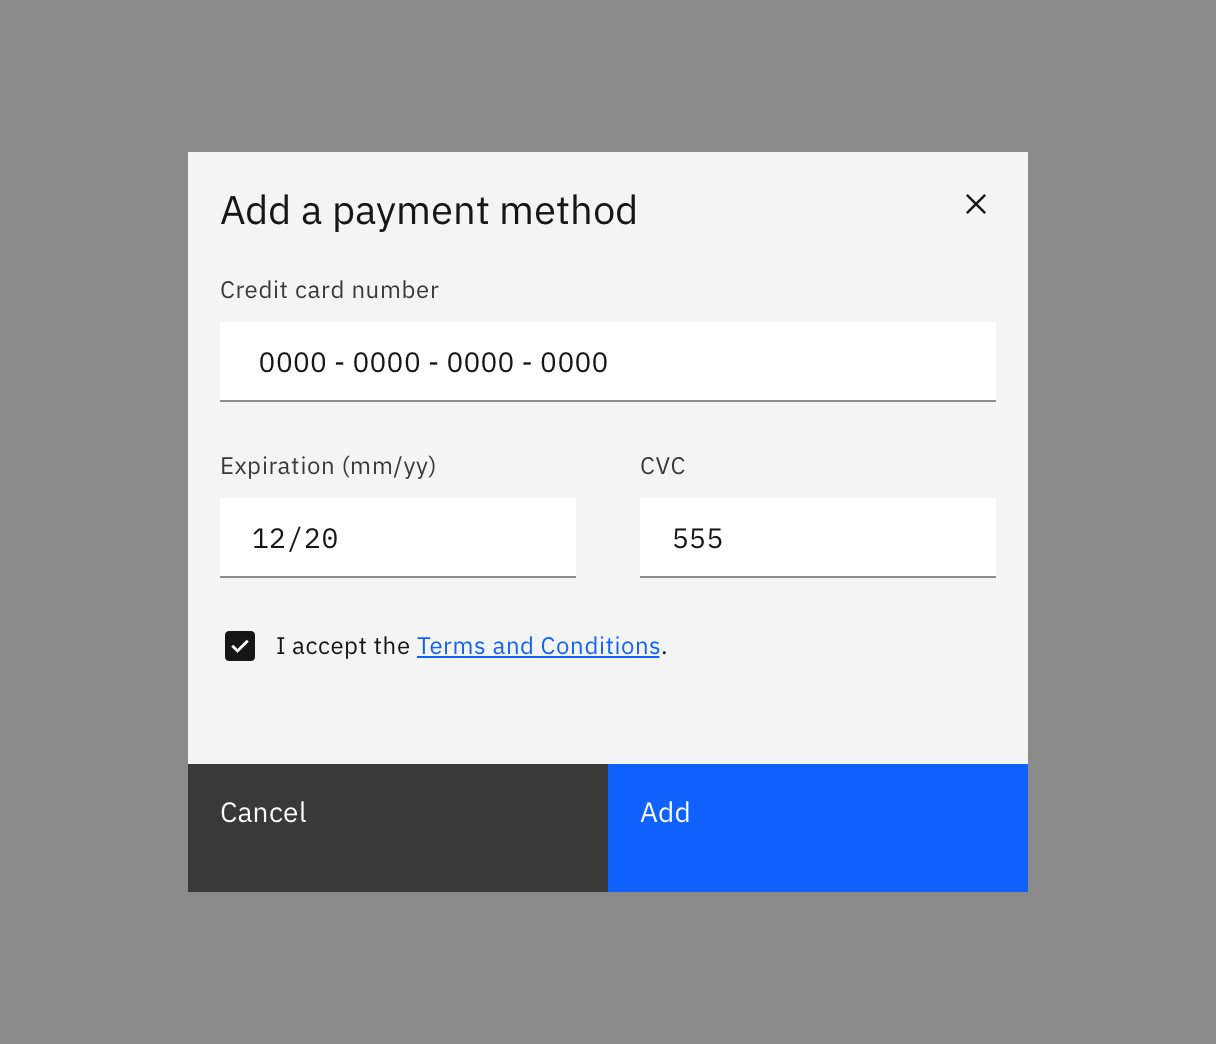 Add a payment method
Credit card number
0000 - 0000 - 0000 - 0000
Expiration (mm/yy)
CVC
12/20
555
I accept the Terms and Conditions.
Cancel
Add